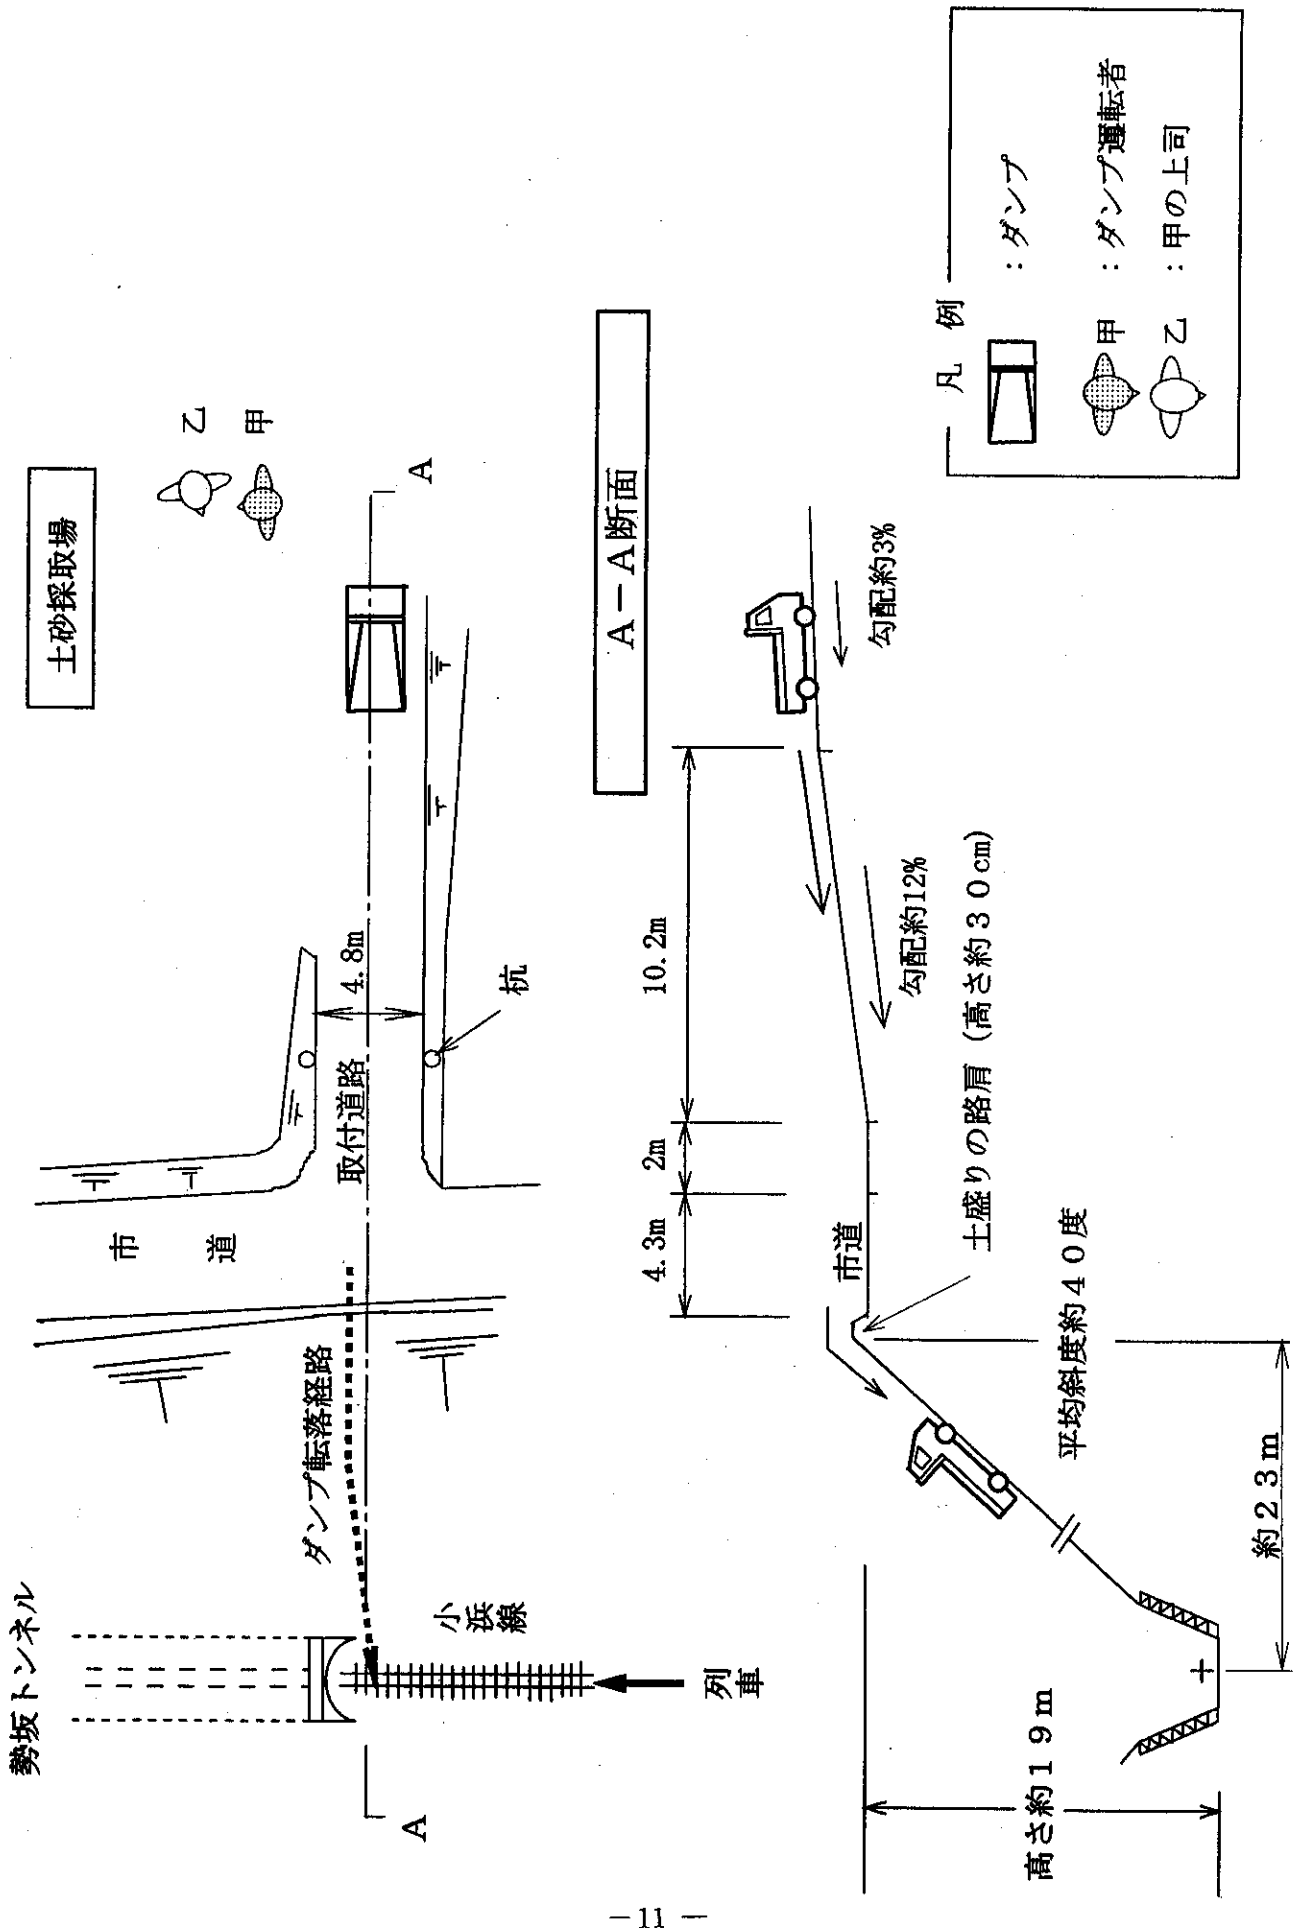 勢坂トンネル
土砂採取場
乙
甲
市道
4.8m
取付道路
杭
ダンプ転落経路
小浜線
列車
A
A
A－A断面
10.2m
2m
4.3m
勾配約3%
勾配約12%
市道
土盛りの路肩（高さ約３０cm）
平均斜度約４０度
約２３m
高さ約１９m
凡例
：ダンプ
甲：ダンプ運転者
乙：甲の上司
－11－